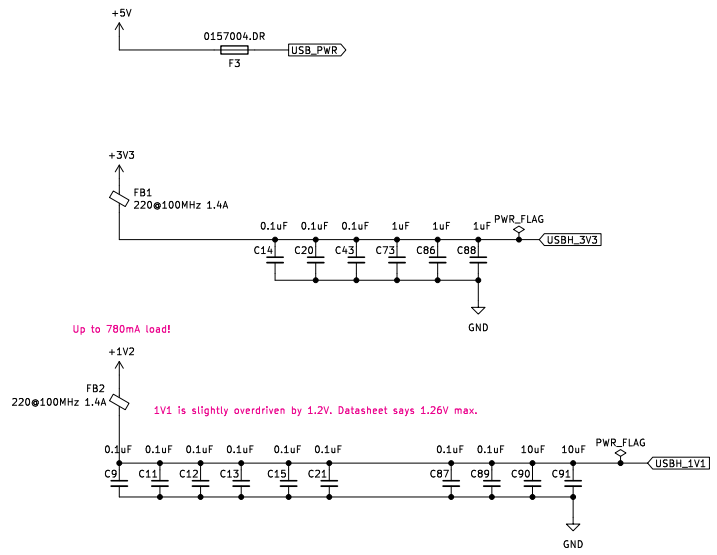 +5V
0157004.DR
USB_PWR
F3
+3V3
FB1
220@100MHz 1.4A
0.1uF 0.1uF 0.1uF 1uF 1uF 1uF PWR_FLAG
USBH_3V3
C14 C20 C43 C73 C86 C88
GND
Up to 780mA load!
+1V2
FB2
220@100MHz 1.4A
1V1 is slightly overdriven by 1.2V. Datasheet says 1.26V max.
0.1uF 0.1uF 0.1uF 0.1uF 0.1uF 0.1uF 0.1uF 0.1uF 10uF 10uF PWR_FLAG
USBH_1V1
C9 C11 C12 C13 C15 C21 C87 C89 C90 C91
GND